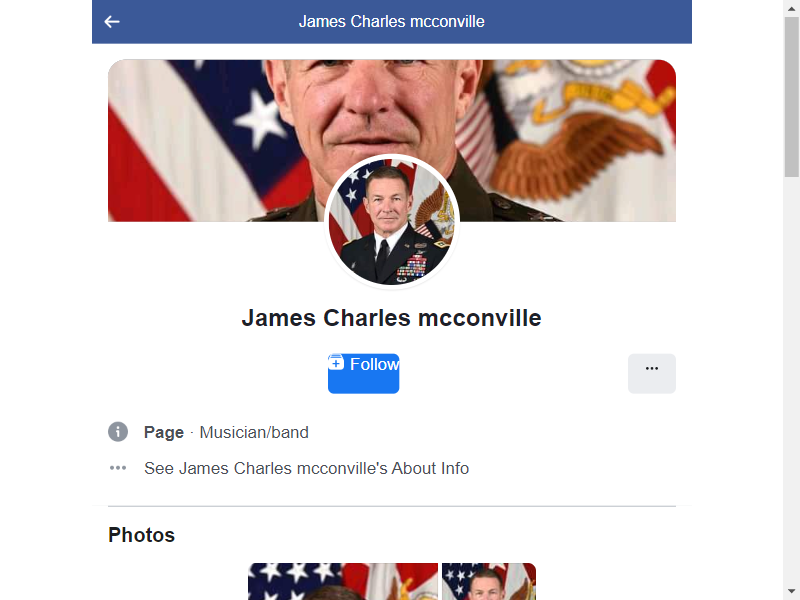 James Charles mcconville
James Charles mcconville
Follow
Page · Musician/band
See James Charles mcconville's About Info
Photos